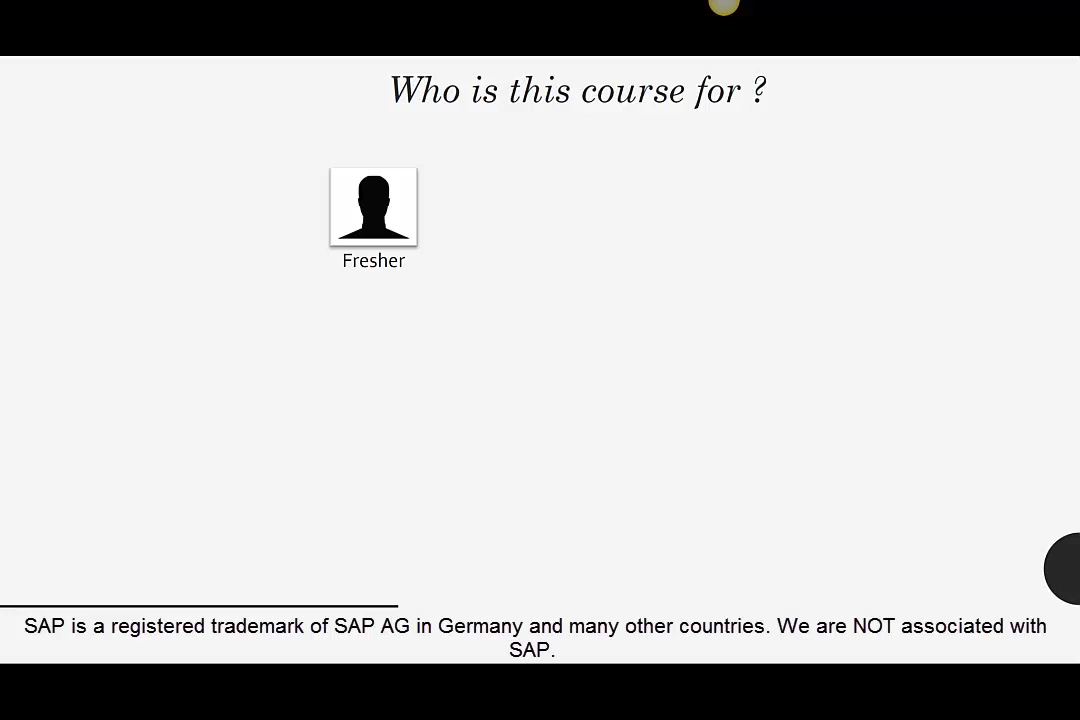 Who is this course for ?
Fresher
SAP is a registered trademark of SAP AG in Germany and many other countries. We are NOT associated with
SAP.